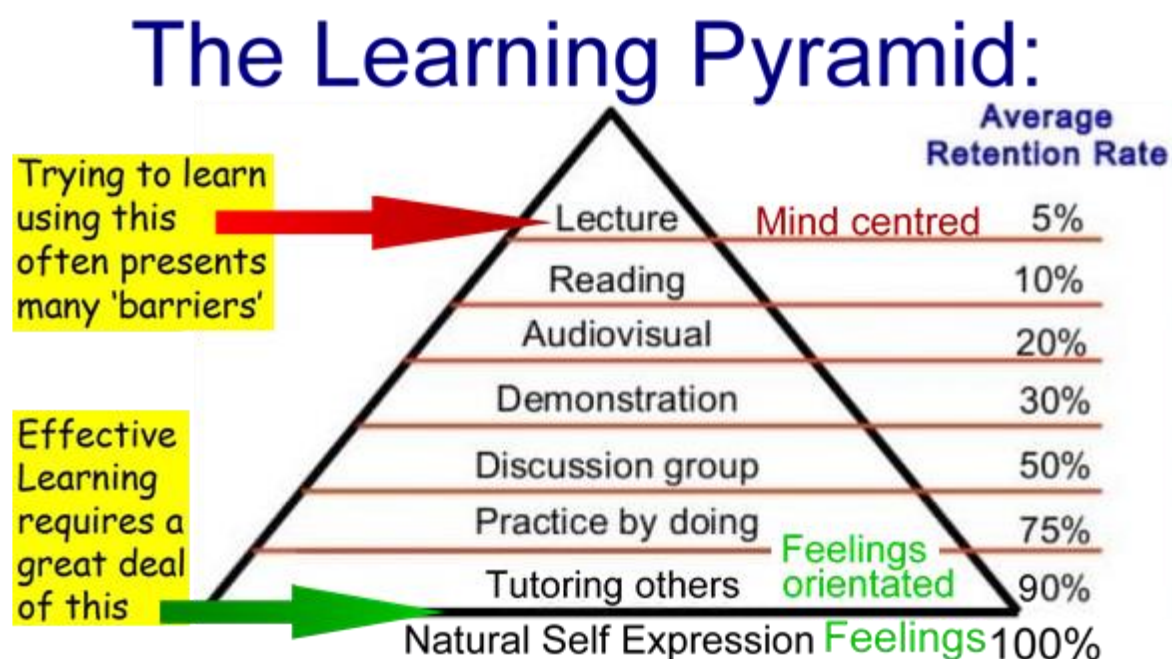 The Learning Pyramid:
Average
Retention Rate
Trying to learn
using this
often presents
many ‘barriers’
Lecture Mind centred 5%
Reading 10%
Audiovisual 20%
Demonstration 30%
Effective
Learning
requires a
great deal
of this
Discussion group 50%
Practice by doing 75%
Feelings
orientated
Tutoring others 90%
Natural Self Expression Feelings 100%